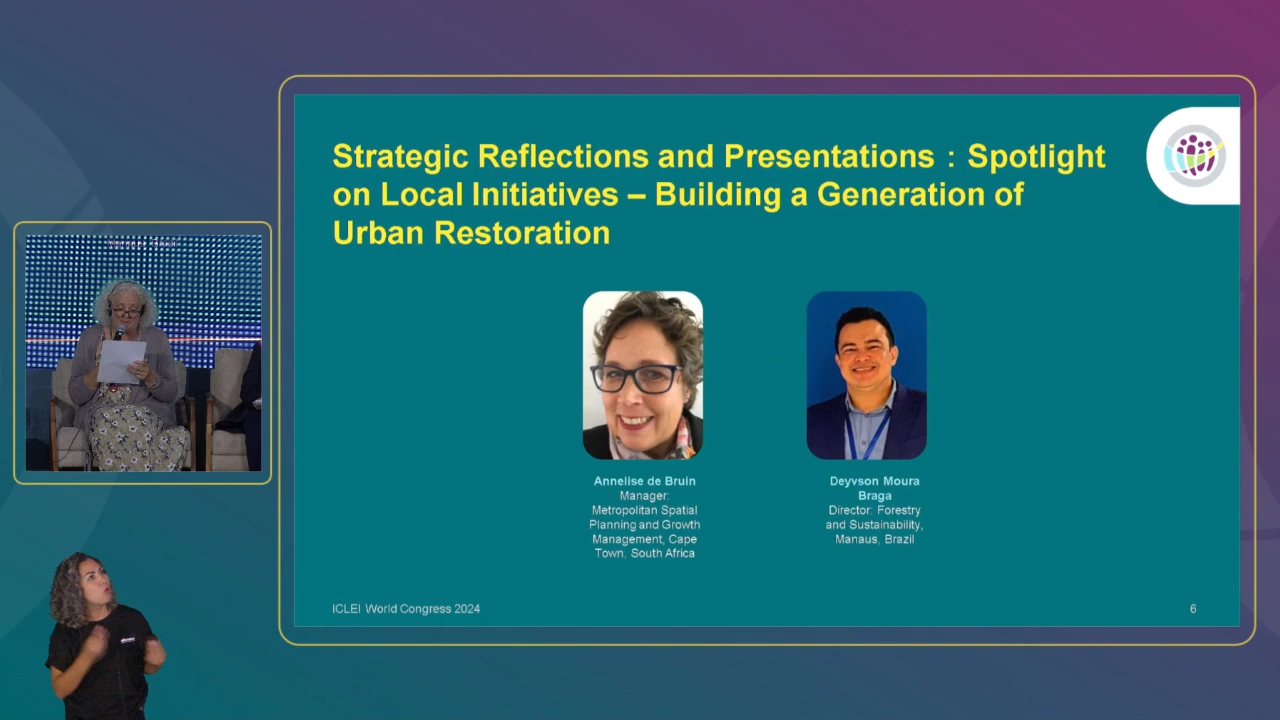 Strategic Reflections and Presentations : Spotlight
on Local Initiatives – Building a Generation of
Urban Restoration
Annelise de Bruin
Manager:
Metropolitan Spatial
Planning and Growth
Management, Cape
Town, South Africa
Deyvson Moura
Braga
Director: Forestry
and Sustainability,
Manaus, Brazil
ICLEI World Congress 2024
6